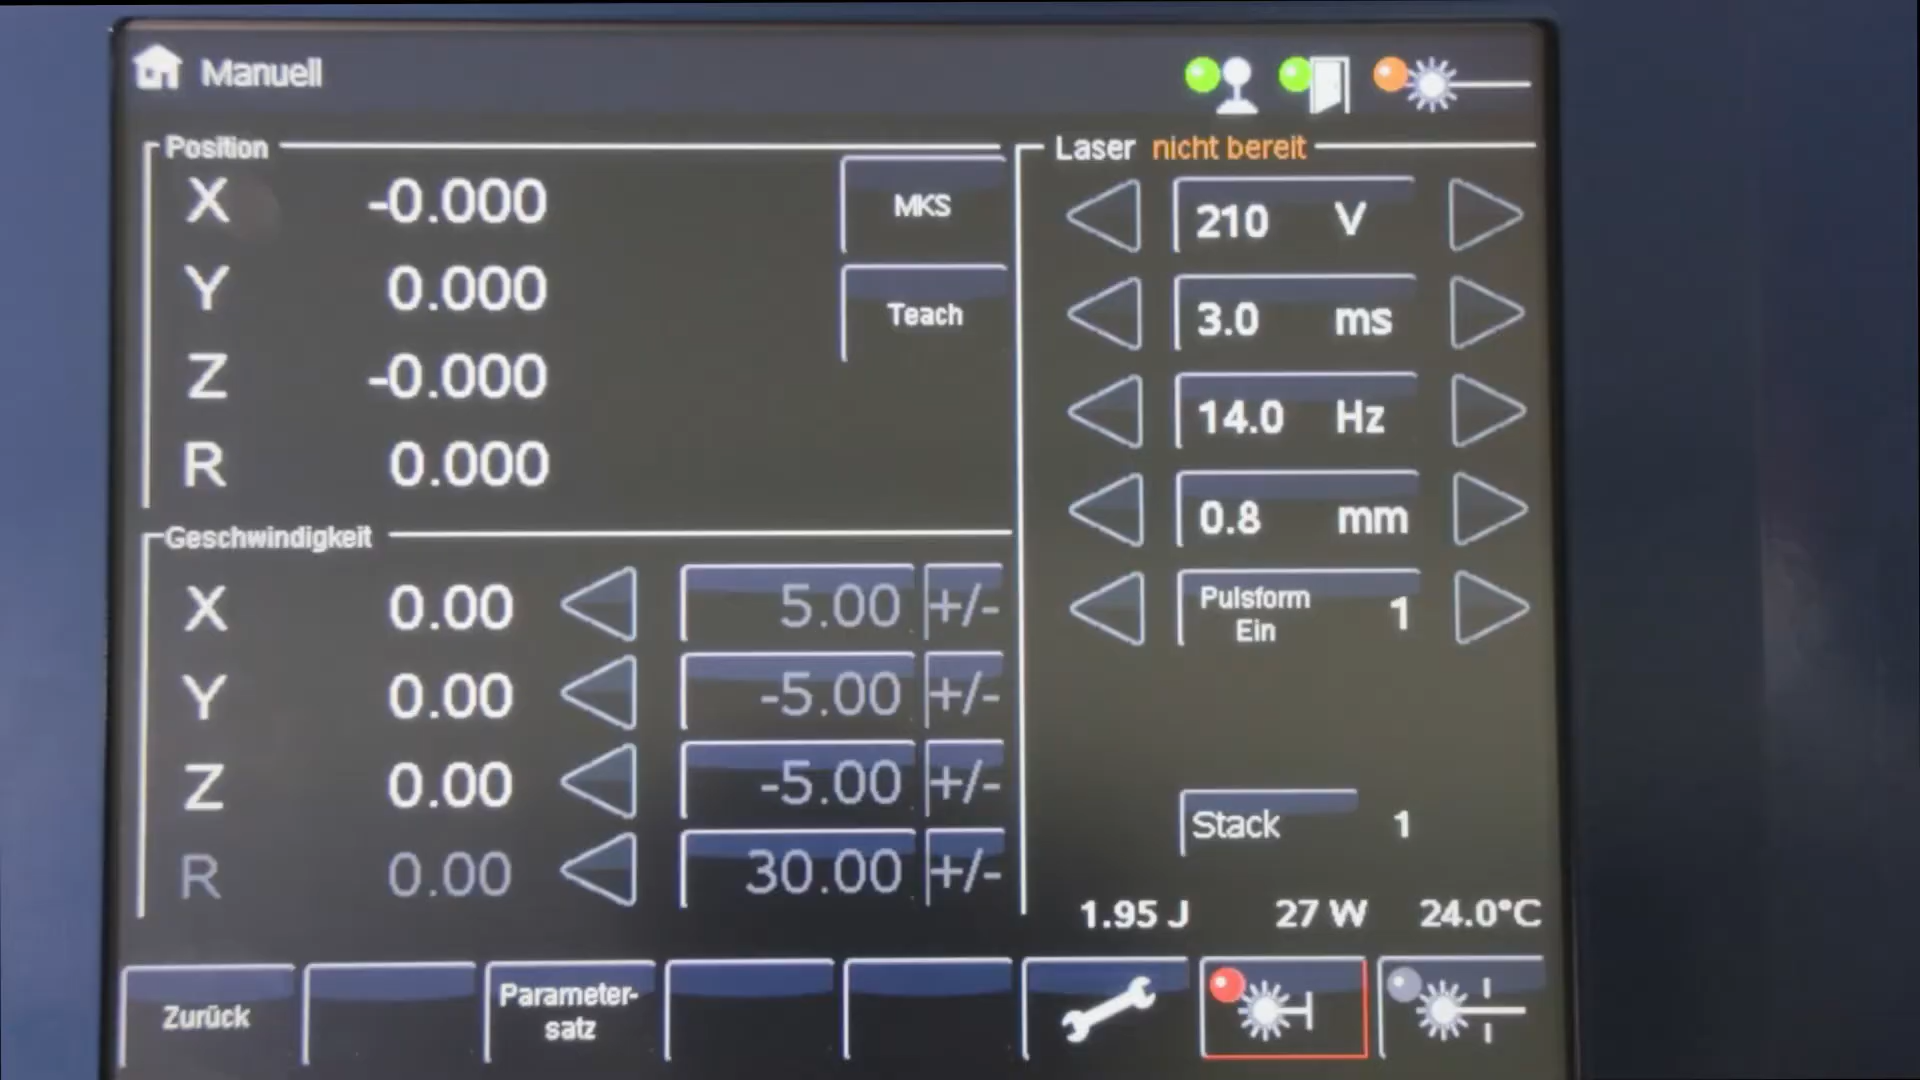 Manuell
Position
X -0.000
MKS
Y 0.000
Teach
Z -0.000
R 0.000
Geschwindigkeit
X 0.00 5.00 +/-
Y 0.00 -5.00 +/-
Z 0.00 -5.00 +/-
R 0.00 30.00 +/-
Laser nicht bereit
210 V
3.0 ms
14.0 Hz
0.8 mm
Pulsform
Ein 1
Stack 1
1.95 J 27 W 24.0°C
Zurück
Parameter-
satz